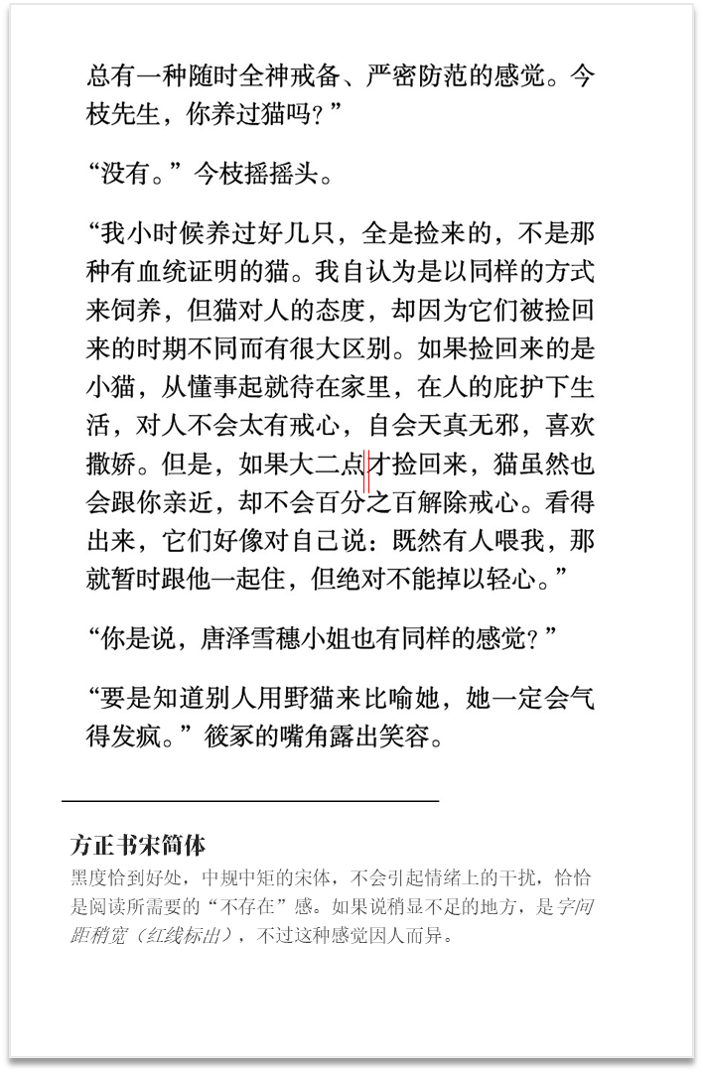 总有一种随时全神戒备、严密防范的感觉。今
枝先生，你养过猫吗？”
“没有。”今枝摇摇头。
“我小时候养过好几只，全是捡来的，不是那
种有血统证明的猫。我自认为是以同样的方式
来饲养，但猫对人的态度，却因为它们被捡回
来的时期不同而有很大区别。如果捡回来的是
小猫，从懂事起就待在家里，在人的庇护下生
活，对人不会太有戒心，自会天真无邪，喜欢
撒娇。但是，如果大二点才捡回来，猫虽然也
会跟你亲近，却不会百分之百解除戒心。看得
出来，它们好像对自己说：既然有人喂我，那
就暂时跟他一起住，但绝对不能掉以轻心。”
“你是说，唐泽雪穗小姐也有同样的感觉？”
“要是知道别人用野猫来比喻她，她一定会气
得发疯。”筱冢的嘴角露出笑容。
方正书宋简体
黑度恰到好处，中规中矩的宋体，不会引起情绪上的干扰，恰恰
是阅读所需要的“不存在”感。如果说稍显不足的地方，是字间
距稍宽（红线标出），不过这种感觉因人而异。